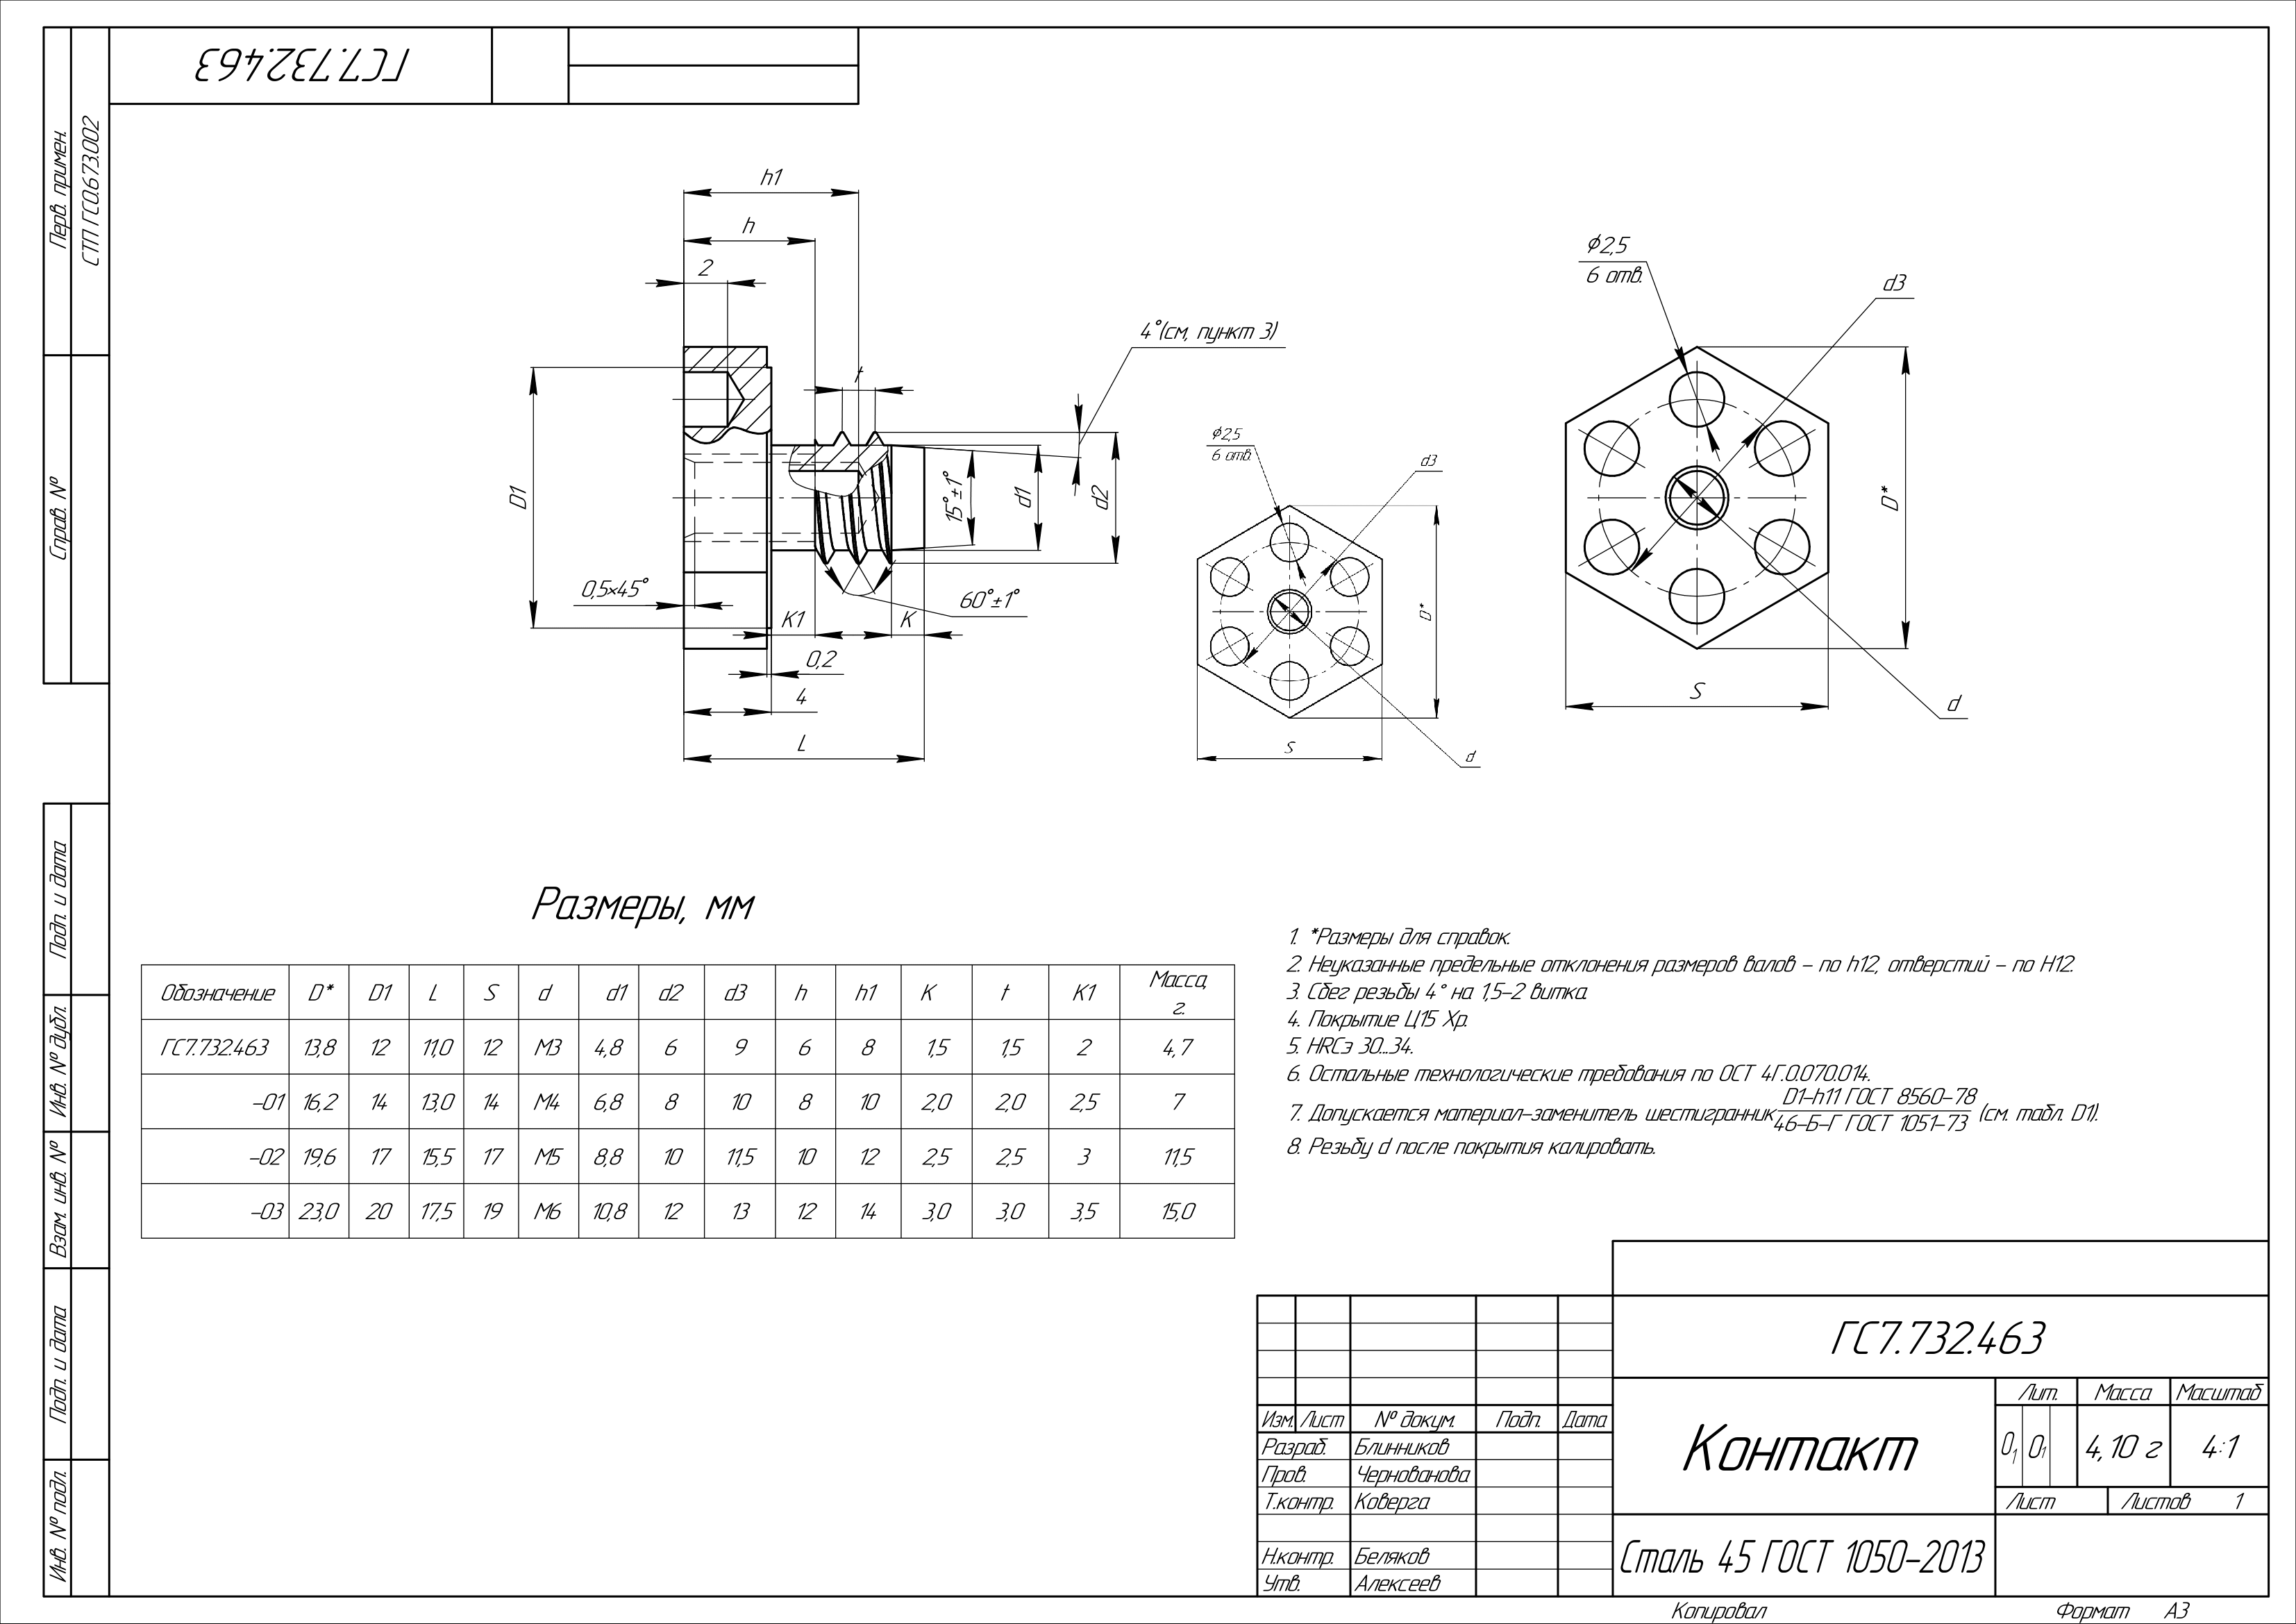 ГС7.732.463
Перв. примен.
СТП ГС0.673.002
Справ. №
Подп. и дата
Инв. № дубл.
Взам. инв. №
Подп. и дата
Инв. № подл.
h1
h
2
4°(см, пункт 3)
t
D1
15°±1°
d1
d2
0,5×45°
60°±1°
K1
K
0,2
4
L
⌀2,5
6 отв.
d3
D*
S
d
⌀2,5
6 отв.
d3
D*
S
d
Размеры, мм
Обозначение D* D1 L S d d1 d2 d3 h h1 K t K1 Масса, г.
ГС7.732.463 13,8 12 11,0 12 М3 4,8 6 9 6 8 1,5 1,5 2 4,7
-01 16,2 14 13,0 14 М4 6,8 8 10 8 10 2,0 2,0 2,5 7
-02 19,6 17 15,5 17 М5 8,8 10 11,5 10 12 2,5 2,5 3 11,5
-03 23,0 20 17,5 19 М6 10,8 12 13 12 14 3,0 3,0 3,5 15,0
1. *Размеры для справок.
2. Неуказанные предельные отклонения размеров валов - по h12, отверстий - по Н12.
3. Сбег резьбы 4° на 1,5-2 витка.
4. Покрытие Ц15 Хр.
5. HRCэ 30...34.
6. Остальные технологические требования по ОСТ 4Г.0.070.014.
7. Допускается материал-заменитель шестигранник D1-h11 ГОСТ 8560-78 / 46-Б-Г ГОСТ 1051-73 (см. табл. D1).
8. Резьбу d после покрытия калировать.
ГС7.732.463
Изм. Лист № докум. Подп. Дата
Разраб. Блинников
Пров. Чернованова
Т.контр. Коверга
Н.контр. Беляков
Утв. Алексеев
Контакт
Лит. Масса Масштаб
О1 О1 4,10 г 4:1
Лист Листов 1
Сталь 45 ГОСТ 1050-2013
Копировал Формат А3